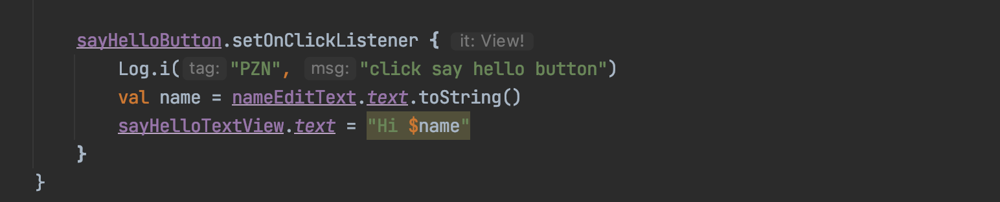 sayHelloButton.setOnClickListener { it: View!
Log.i( tag: "PZN", msg: "click say hello button")
val name = nameEditText.text.toString()
sayHelloTextView.text = "Hi $name"
}
}